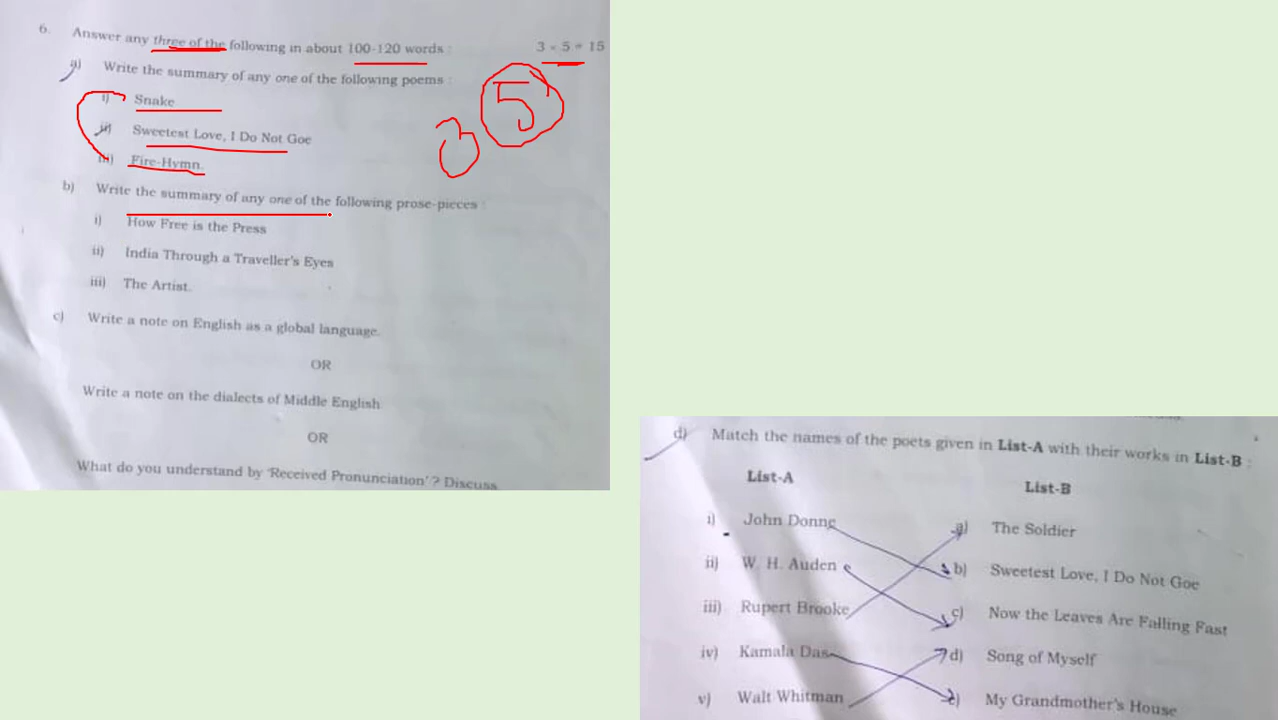 6. Answer any three of the following in about 100-120 words : 3 × 5 = 15
a) Write the summary of any one of the following poems :
i) Snake
ii) Sweetest Love, I Do Not Goe
iii) Fire-Hymn.
5
3
b) Write the summary of any one of the following prose-pieces :
i) How Free is the Press
ii) India Through a Traveller's Eyes
iii) The Artist.
c) Write a note on English as a global language.
OR
Write a note on the dialects of Middle English
OR
What do you understand by 'Received Pronunciation' ? Discuss
d) Match the names of the poets given in List-A with their works in List-B :
List-A List-B
i) John Donne a) The Soldier
ii) W. H. Auden b) Sweetest Love, I Do Not Goe
iii) Rupert Brooke c) Now the Leaves Are Falling Fast
iv) Kamala Das d) Song of Myself
v) Walt Whitman e) My Grandmother's House